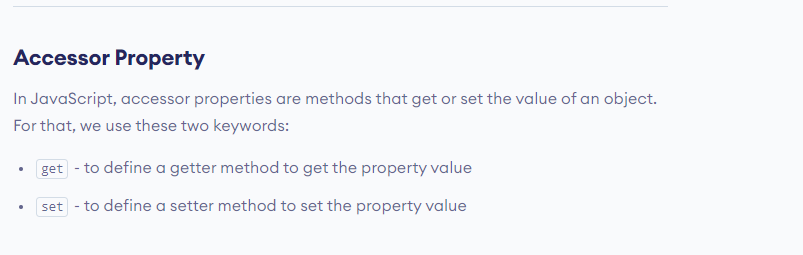 Accessor Property
In JavaScript, accessor properties are methods that get or set the value of an object.
For that, we use these two keywords:
• get - to define a getter method to get the property value
• set - to define a setter method to set the property value